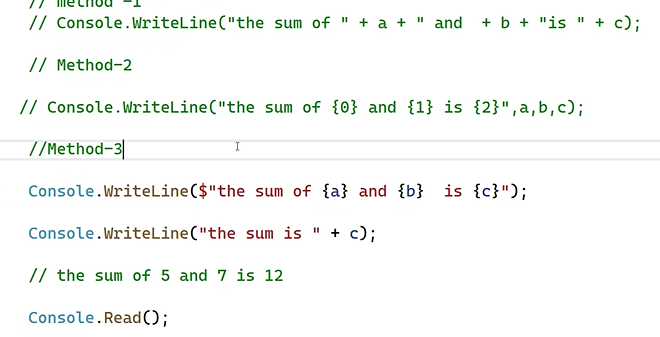 // method -1
// Console.WriteLine("the sum of " + a + " and  + b + "is " + c);
// Method-2
// Console.WriteLine("the sum of {0} and {1} is {2}",a,b,c);
//Method-3
Console.WriteLine($"the sum of {a} and {b}  is {c}");
Console.WriteLine("the sum is " + c);
// the sum of 5 and 7 is 12
Console.Read();